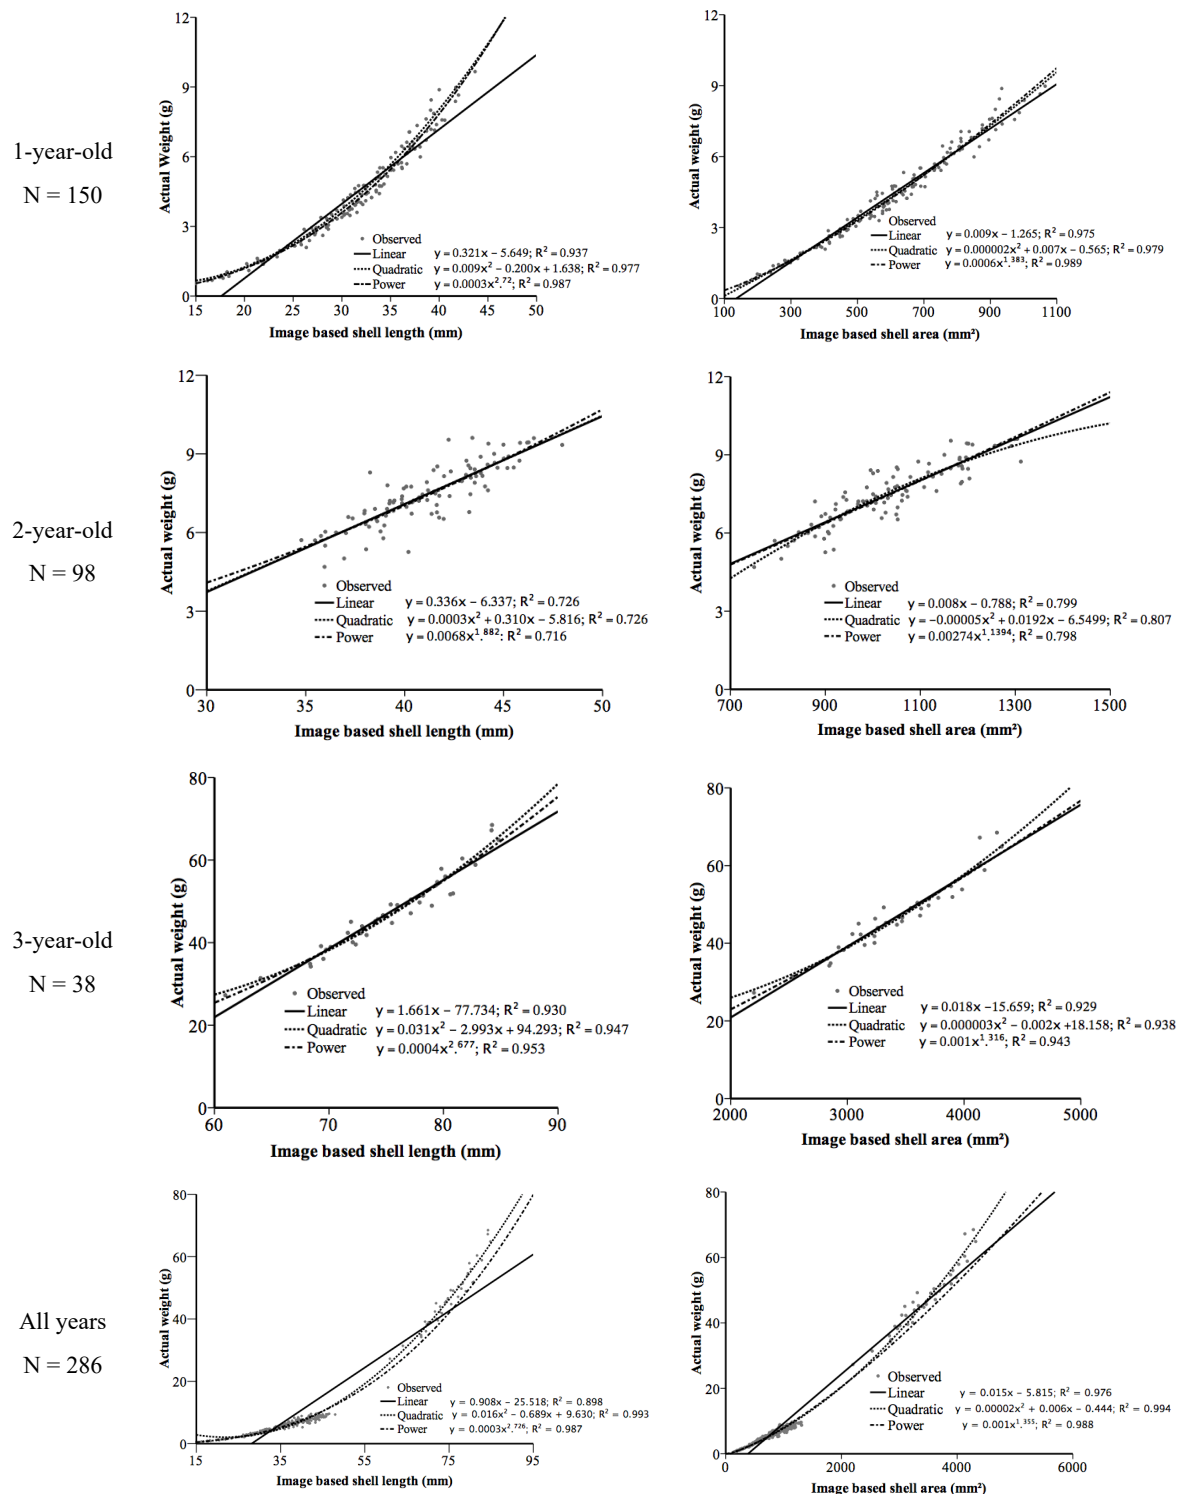 1-year-old
N = 150
Actual Weight (g)
12
9
6
3
0
15 20 25 30 35 40 45 50
Image based shell length (mm)
Observed
Linear y = 0.321x − 5.649; R² = 0.937
Quadratic y = 0.009x² − 0.200x + 1.638; R² = 0.977
Power y = 0.0003x².⁷²; R² = 0.987
Actual weight (g)
12
9
6
3
0
100 300 500 700 900 1100
Image based shell area (mm²)
Observed
Linear y = 0.009x − 1.265; R² = 0.975
Quadratic y = 0.000002x² + 0.007x − 0.565; R² = 0.979
Power y = 0.0006x¹.³⁸³; R² = 0.989
2-year-old
N = 98
Actual weight (g)
12
9
6
3
0
30 35 40 45 50
Image based shell length (mm)
Observed
Linear y = 0.336x − 6.337; R² = 0.726
Quadratic y = 0.0003x² + 0.310x − 5.816; R² = 0.726
Power y = 0.0068x¹.⁸⁸²: R² = 0.716
Actual weight (g)
12
9
6
3
0
700 900 1100 1300 1500
Image based shell area (mm²)
Observed
Linear y = 0.008x − 0.788; R² = 0.799
Quadratic y = −0.00005x² + 0.0192x − 6.5499; R² = 0.807
Power y = 0.00274x¹.¹³⁹⁴; R² = 0.798
3-year-old
N = 38
Actual weight (g)
80
60
40
20
0
60 70 80 90
Image based shell length (mm)
Observed
Linear y = 1.661x − 77.734; R² = 0.930
Quadratic y = 0.031x² − 2.993x + 94.293; R² = 0.947
Power y = 0.0004x².⁶⁷⁷; R² = 0.953
Actual weight (g)
80
60
40
20
0
2000 3000 4000 5000
Image based shell area (mm²)
Observed
Linear y = 0.018x −15.659; R² = 0.929
Quadratic y = 0.000003x² − 0.002x +18.158; R² = 0.938
Power y = 0.001x¹.³¹⁶; R² = 0.943
All years
N = 286
Actual weight (g)
80
60
40
20
0
15 35 55 75 95
Image based shell length (mm)
Observed
Linear y = 0.908x − 25.518; R² = 0.898
Quadratic y = 0.016x² − 0.689x + 9.630; R² = 0.993
Power y = 0.0003x².⁷²⁶; R² = 0.987
Actual weight (g)
80
60
40
20
0
0 2000 4000 6000
Image based shell area (mm²)
Observed
Linear y = 0.015x − 5.815; R² = 0.976
Quadratic y = 0.00002x² + 0.006x − 0.444; R² = 0.994
Power y = 0.001x¹.³⁵⁵; R² = 0.988